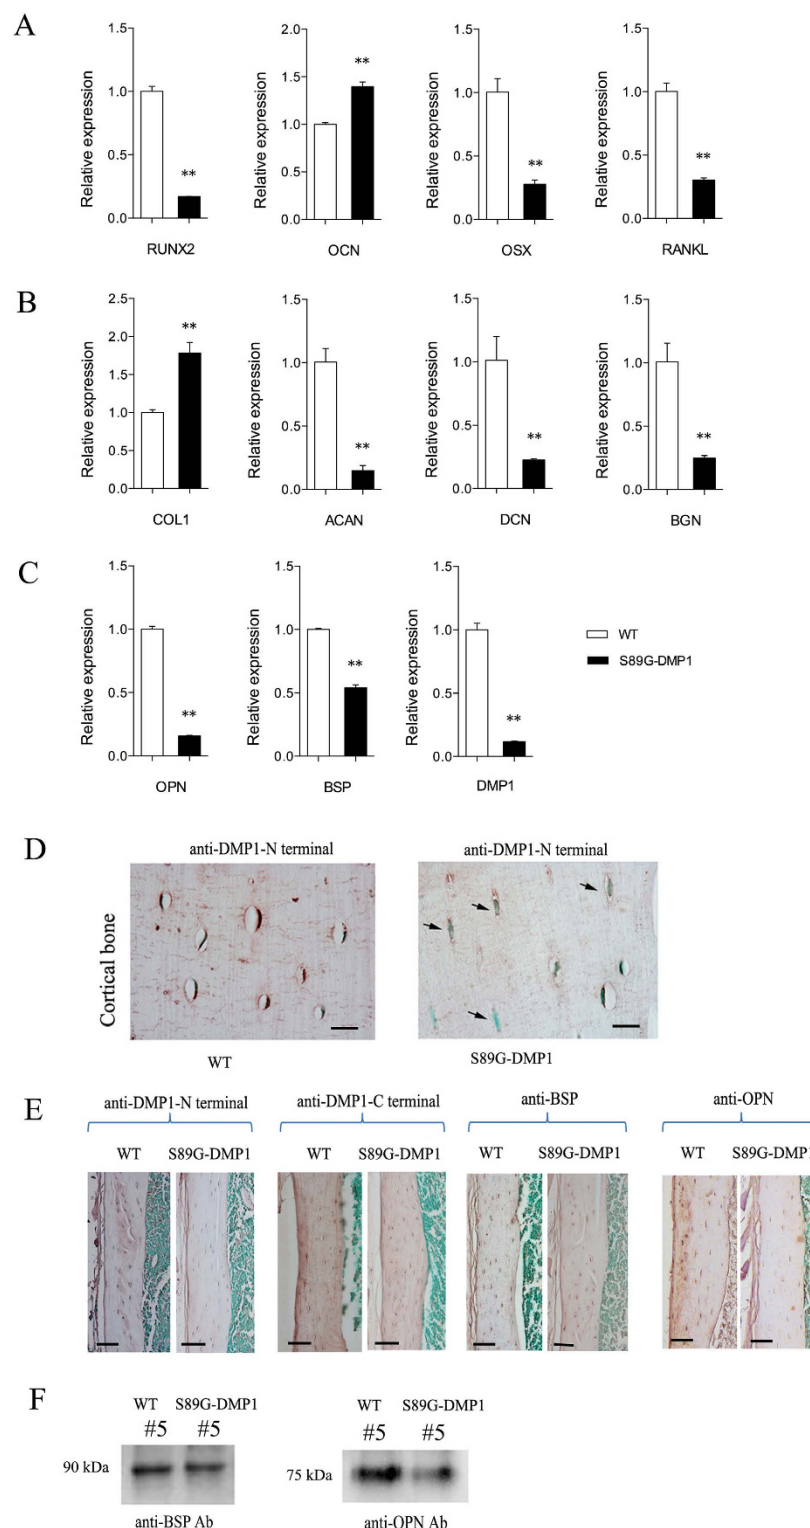 A
Relative expression
1.5
1.0
0.5
0.0
**
RUNX2
Relative expression
2.0
1.5
1.0
0.5
0.0
**
OCN
Relative expression
1.5
1.0
0.5
0.0
**
OSX
Relative expression
1.5
1.0
0.5
0.0
**
RANKL
B
Relative expression
2.5
2.0
1.5
1.0
0.5
0.0
**
COL1
Relative expression
1.5
1.0
0.5
0.0
**
ACAN
Relative expression
1.5
1.0
0.5
0.0
**
DCN
Relative expression
1.5
1.0
0.5
0.0
**
BGN
C
Relative expression
1.5
1.0
0.5
0.0
**
OPN
Relative expression
1.5
1.0
0.5
0.0
**
BSP
Relative expression
1.5
1.0
0.5
0.0
**
DMP1
WT
S89G-DMP1
D
anti-DMP1-N terminal
anti-DMP1-N terminal
Cortical bone
WT
S89G-DMP1
E
anti-DMP1-N terminal
anti-DMP1-C terminal
anti-BSP
anti-OPN
WT S89G-DMP1
WT S89G-DMP1
WT S89G-DMP1
WT S89G-DMP1
F
WT S89G-DMP1
#5 #5
90 kDa
anti-BSP Ab
WT S89G-DMP1
#5 #5
75 kDa
anti-OPN Ab